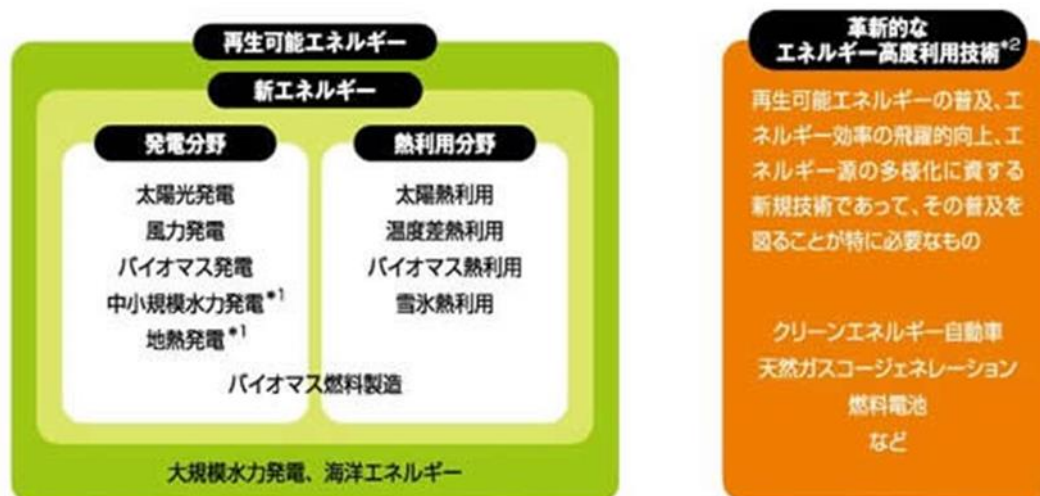 再生可能エネルギー
新エネルギー
発電分野
太陽光発電
風力発電
バイオマス発電
中小規模水力発電*1
地熱発電*1
熱利用分野
太陽熱利用
温度差熱利用
バイオマス熱利用
雪氷熱利用
バイオマス燃料製造
大規模水力発電、海洋エネルギー
革新的な
エネルギー高度利用技術*2
再生可能エネルギーの普及、エ
ネルギー効率の飛躍的向上、エ
ネルギー源の多様化に資する
新規技術であって、その普及を
図ることが特に必要なもの
クリーンエネルギー自動車
天然ガスコージェネレーション
燃料電池
など